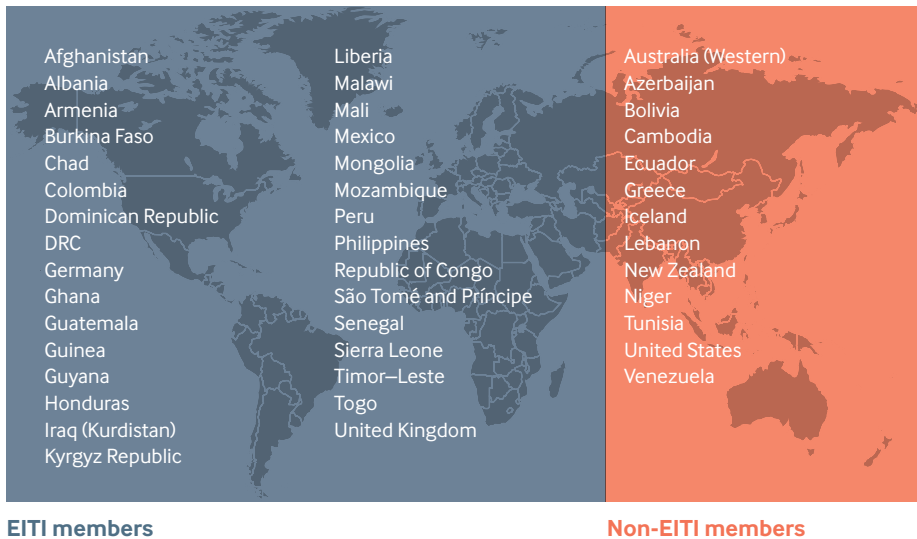 Afghanistan
Albania
Armenia
Burkina Faso
Chad
Colombia
Dominican Republic
DRC
Germany
Ghana
Guatemala
Guinea
Guyana
Honduras
Iraq (Kurdistan)
Kyrgyz Republic
Liberia
Malawi
Mali
Mexico
Mongolia
Mozambique
Peru
Philippines
Republic of Congo
São Tomé and Príncipe
Senegal
Sierra Leone
Timor–Leste
Togo
United Kingdom
Australia (Western)
Azerbaijan
Bolivia
Cambodia
Ecuador
Greece
Iceland
Lebanon
New Zealand
Niger
Tunisia
United States
Venezuela
EITI members
Non-EITI members